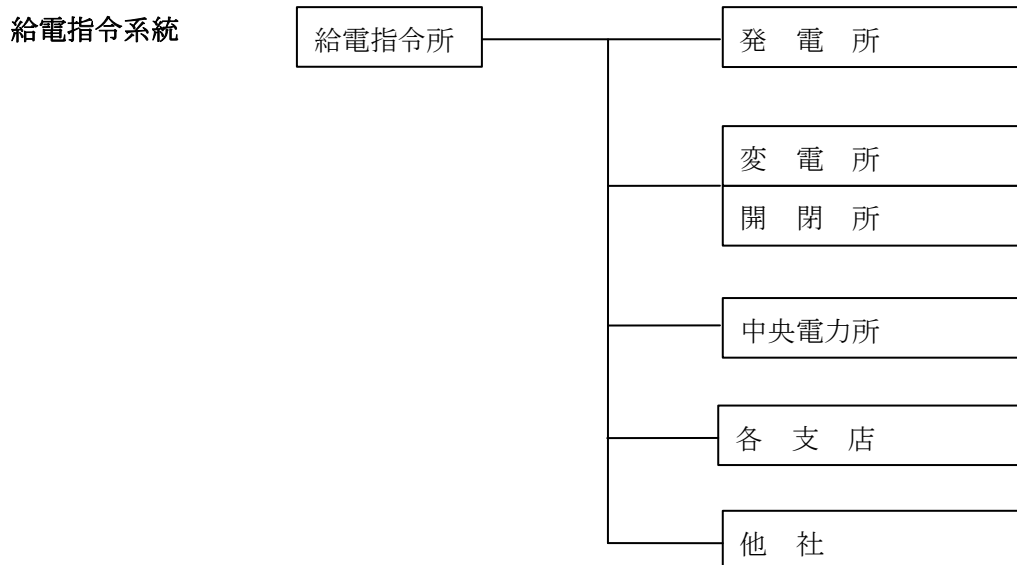 給電指令系統
給電指令所
発 電 所
変 電 所
開 閉 所
中央電力所
各 支 店
他 社